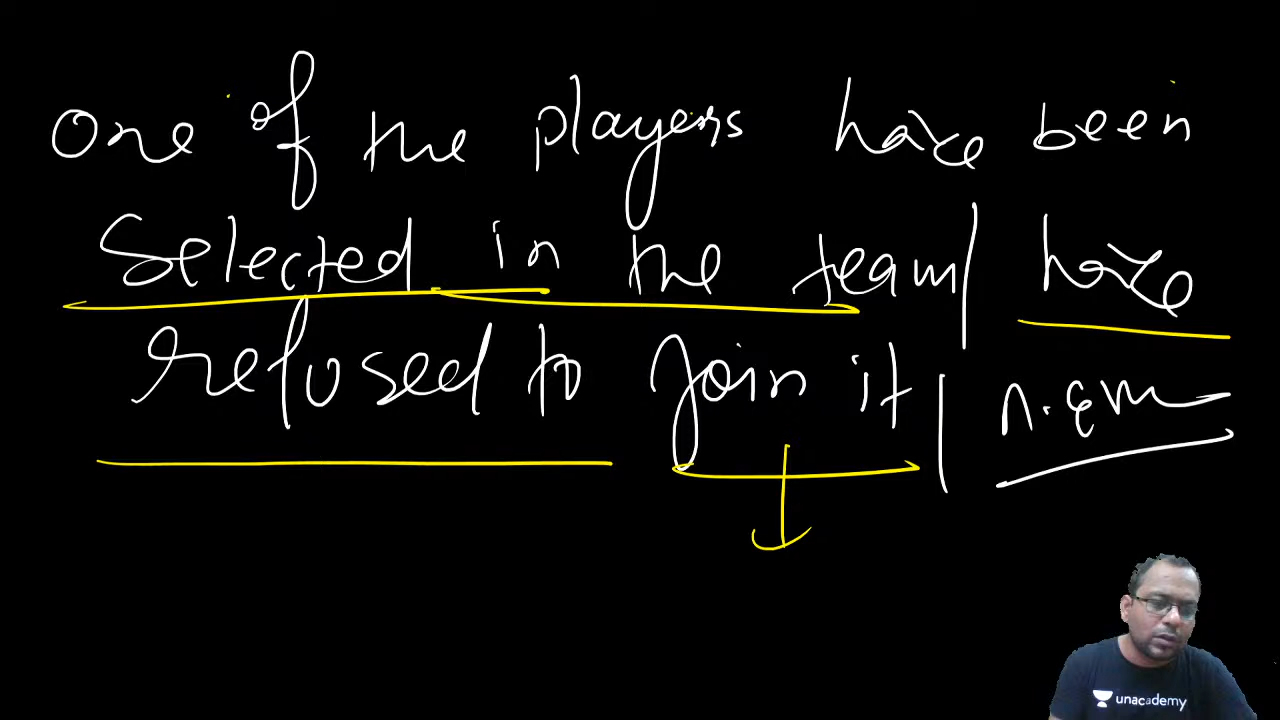 One of the players have been
Selected in the team/ have
refused to join it/ n. em
unacademy